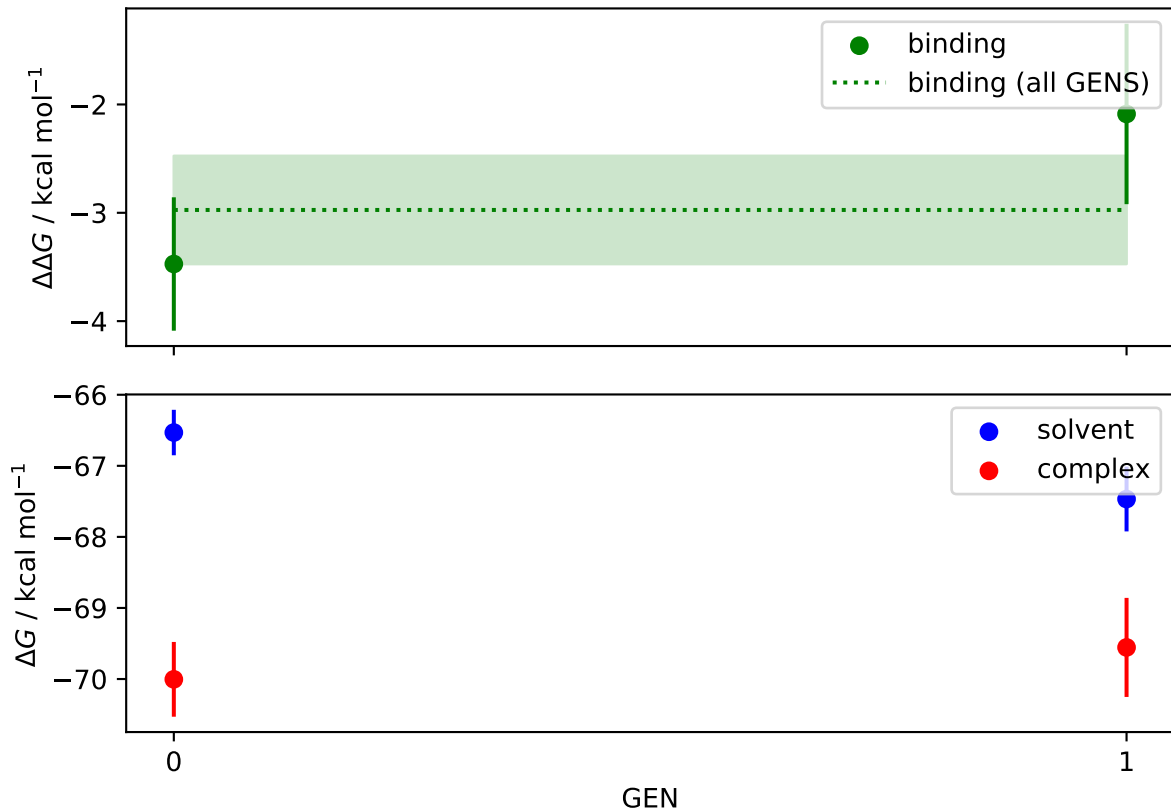 binding
binding (all GENS)
−2
−3
−4
ΔΔG / kcal mol⁻¹
solvent
complex
−66
−67
−68
−69
−70
ΔG / kcal mol⁻¹
0
1
GEN